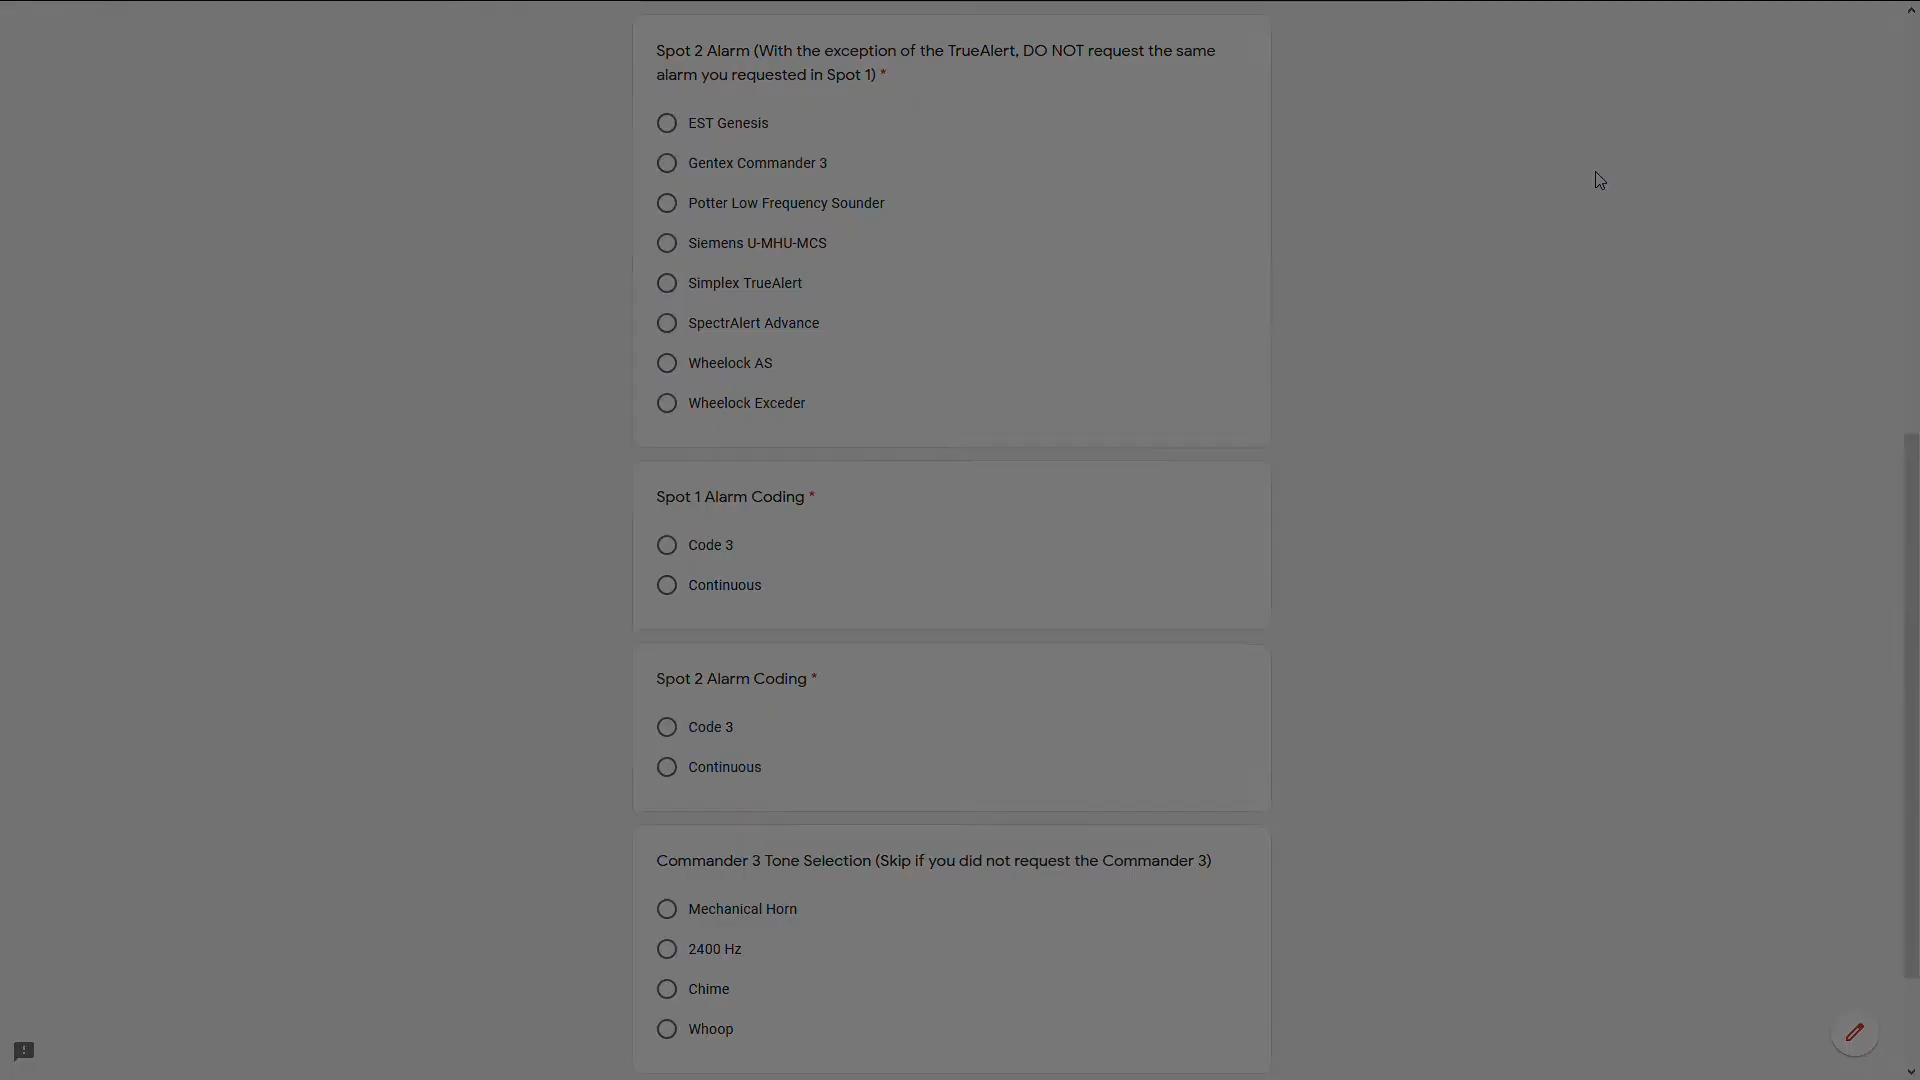 Spot 2 Alarm (With the exception of the TrueAlert, DO NOT request the same
alarm you requested in Spot 1) *
EST Genesis
Gentex Commander 3
Potter Low Frequency Sounder
Siemens U-MHU-MCS
Simplex TrueAlert
SpectrAlert Advance
Wheelock AS
Wheelock Exceder
Spot 1 Alarm Coding *
Code 3
Continuous
Spot 2 Alarm Coding *
Code 3
Continuous
Commander 3 Tone Selection (Skip if you did not request the Commander 3)
Mechanical Horn
2400 Hz
Chime
Whoop